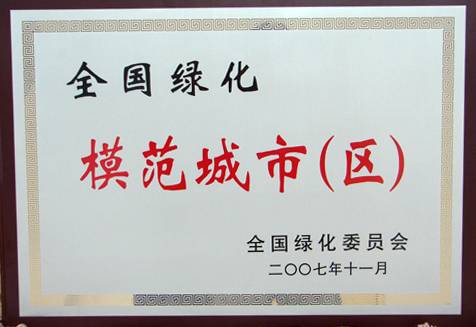 全国绿化
模范城市(区)
全国绿化委员会
二〇〇七年十一月